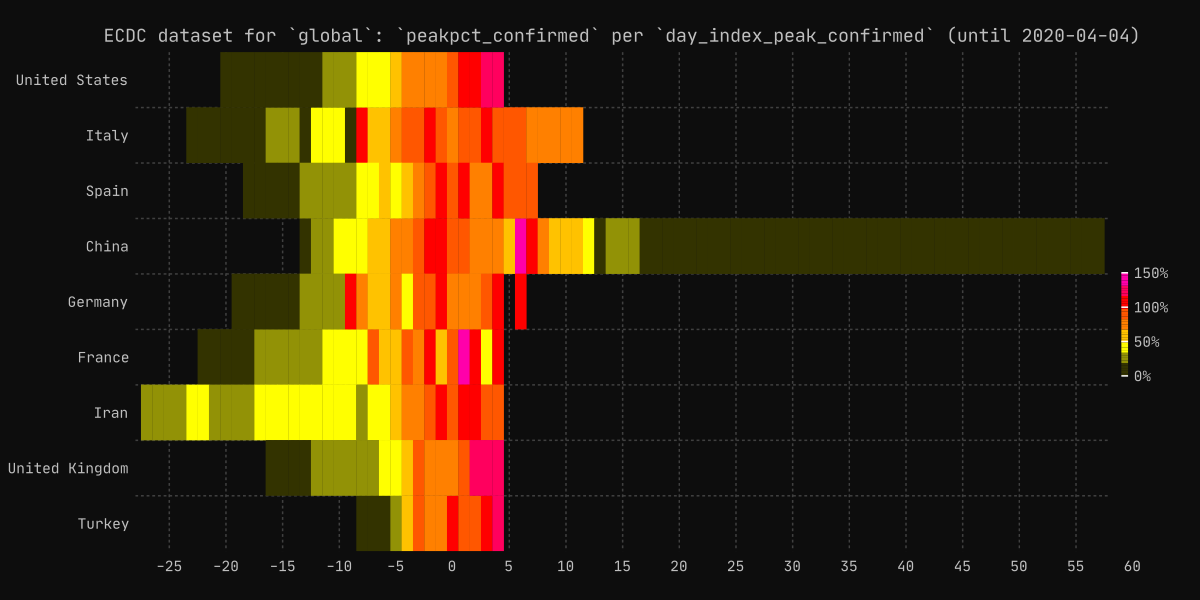 ECDC dataset for `global`: `peakpct_confirmed` per `day_index_peak_confirmed` (until 2020-04-04)
United States
Italy
Spain
China
Germany
France
Iran
United Kingdom
Turkey
150%
100%
50%
0%
-25 -20 -15 -10 -5 0 5 10 15 20 25 30 35 40 45 50 55 60